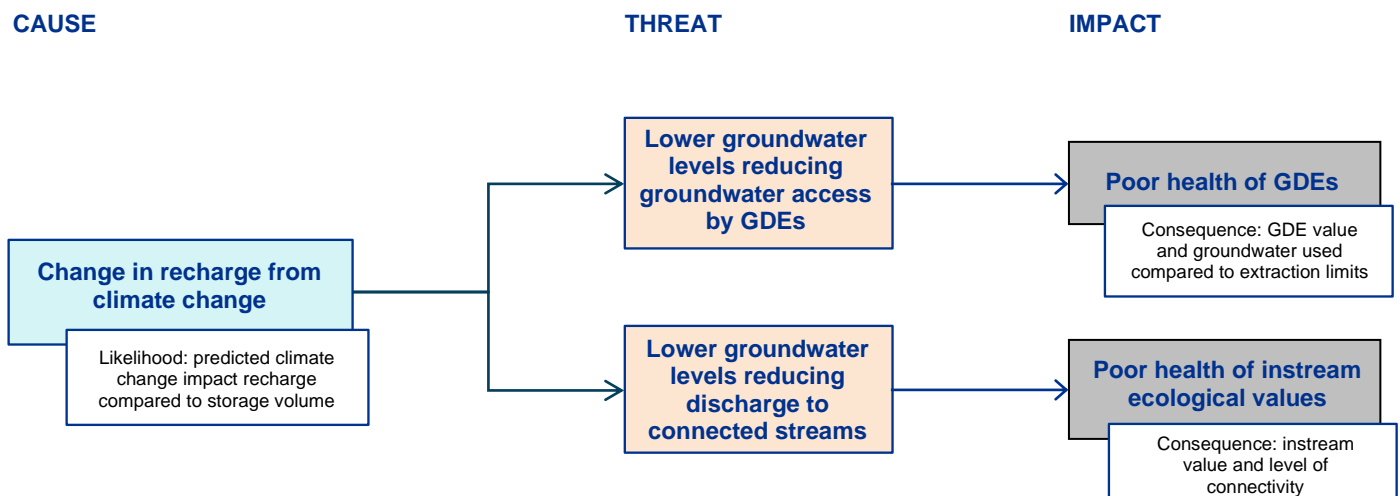 CAUSE
THREAT
IMPACT
Lower groundwater
levels reducing
groundwater access
by GDEs
Poor health of GDEs
Consequence: GDE value
and groundwater used
compared to extraction limits
Change in recharge from
climate change
Likelihood: predicted climate
change impact recharge
compared to storage volume
Lower groundwater
levels reducing
discharge to
connected streams
Poor health of instream
ecological values
Consequence: instream
value and level of
connectivity